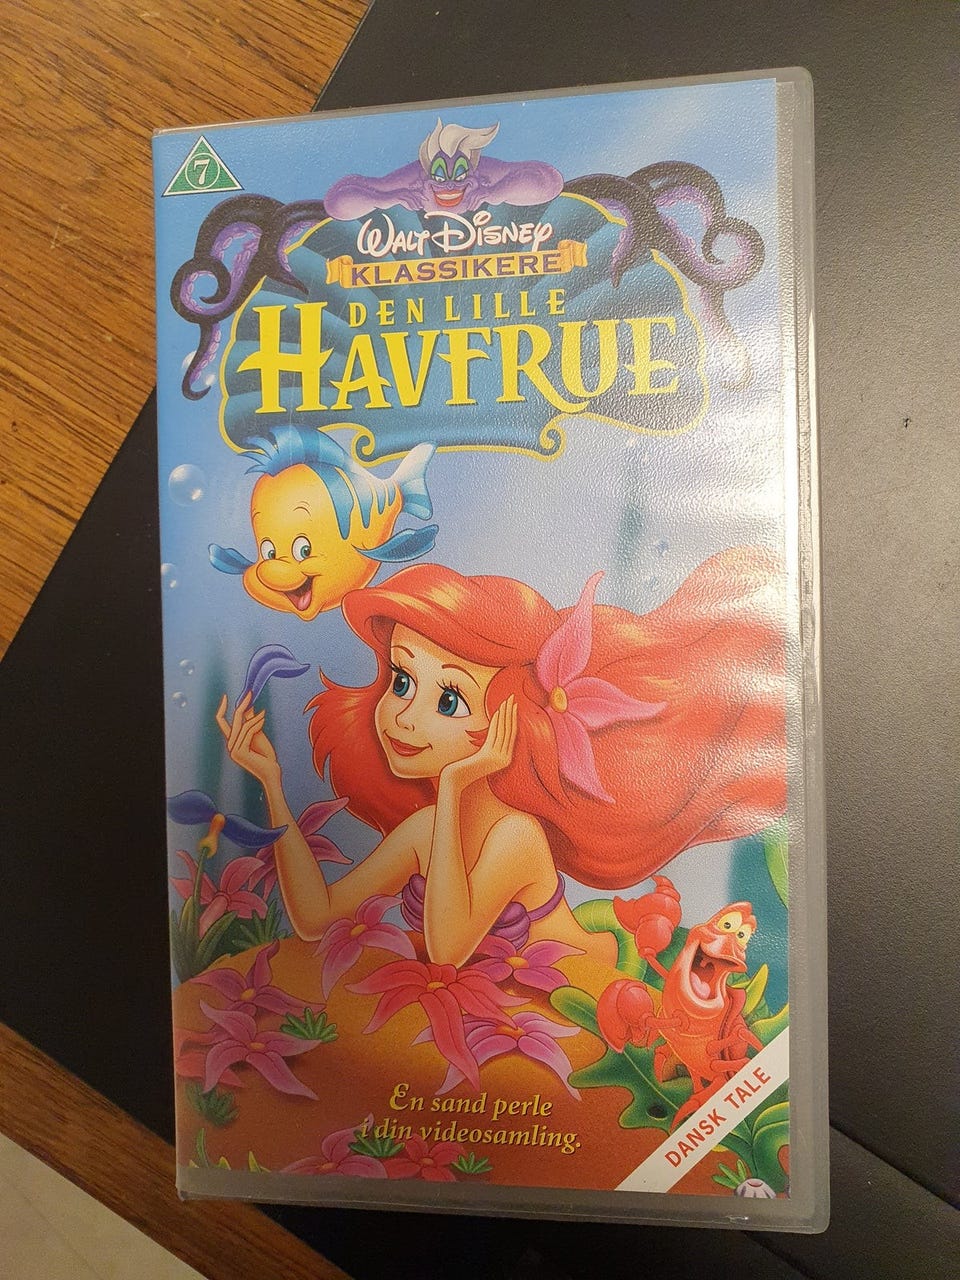 7
WALT DISNEY
KLASSIKERE
DEN LILLE
HAVFRUE
En sand perle
i din videosamling.
DANSK TALE